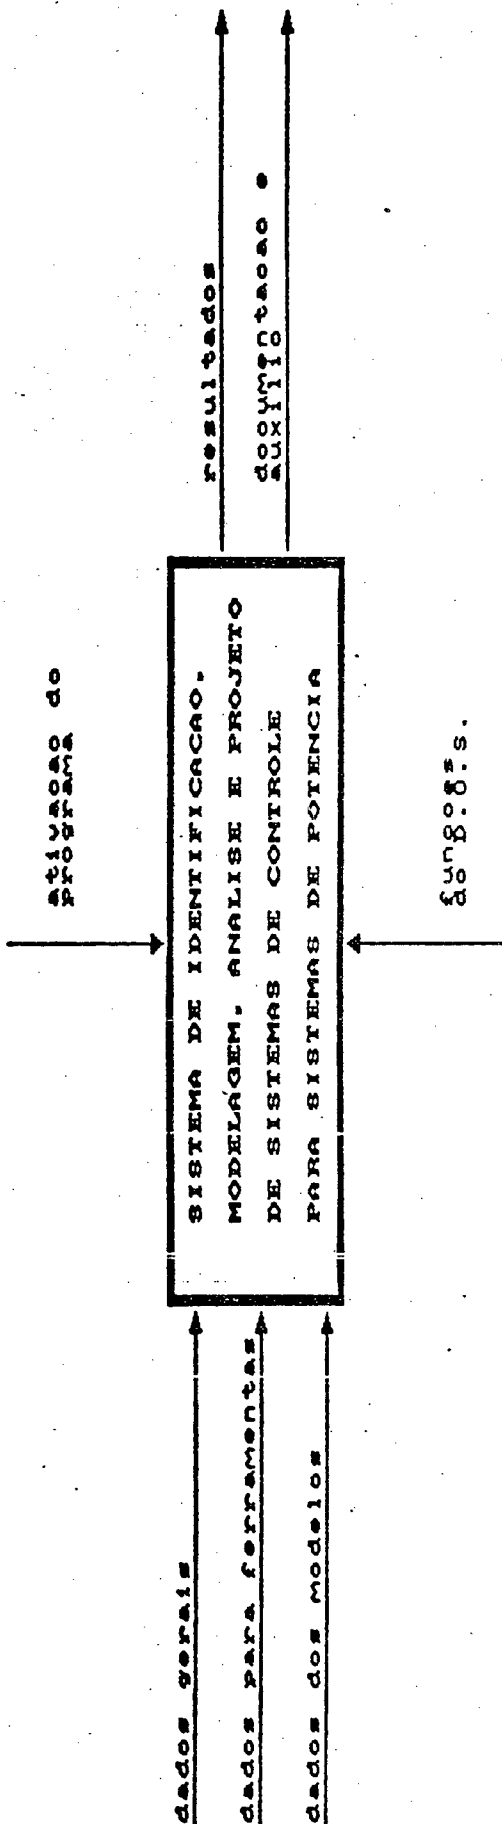 ativacao do
programa
dados gerais
dados para ferramentas
dados dos modelos
SISTEMA DE IDENTIFICACAO,
MODELAGEM, ANALISE E PROJETO
DE SISTEMAS DE CONTROLE
PARA SISTEMAS DE POTENCIA
resultados
documentacao e
auxilio
funcoes
do D.O.S.